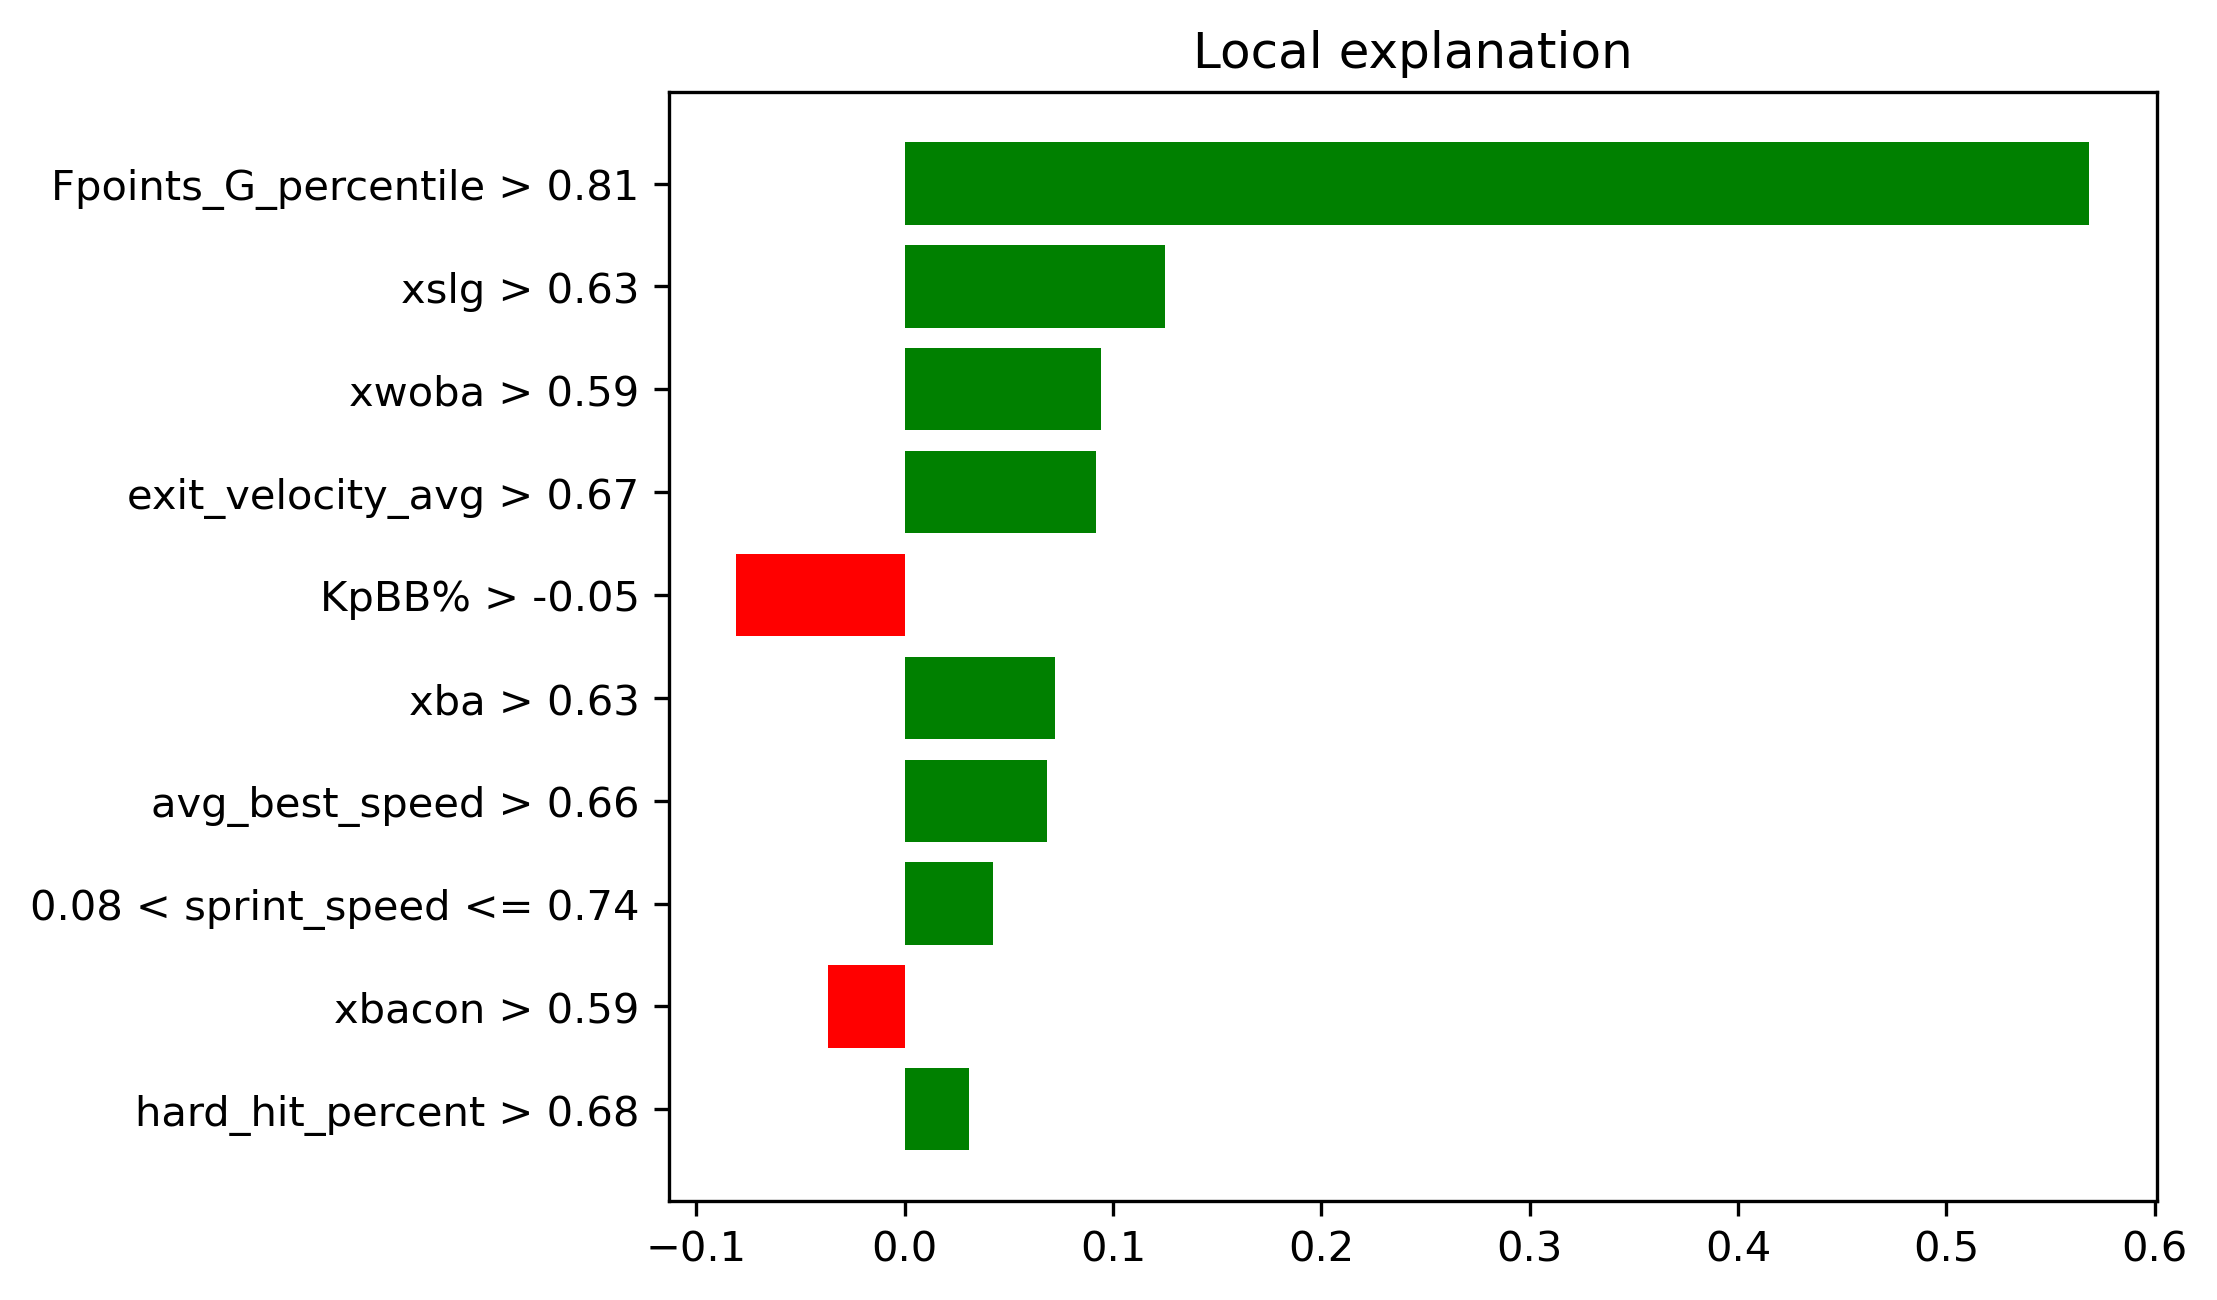 Local explanation
Fpoints_G_percentile > 0.81
xslg > 0.63
xwoba > 0.59
exit_velocity_avg > 0.67
KpBB% > -0.05
xba > 0.63
avg_best_speed > 0.66
0.08 < sprint_speed <= 0.74
xbacon > 0.59
hard_hit_percent > 0.68
−0.1 0.0 0.1 0.2 0.3 0.4 0.5 0.6